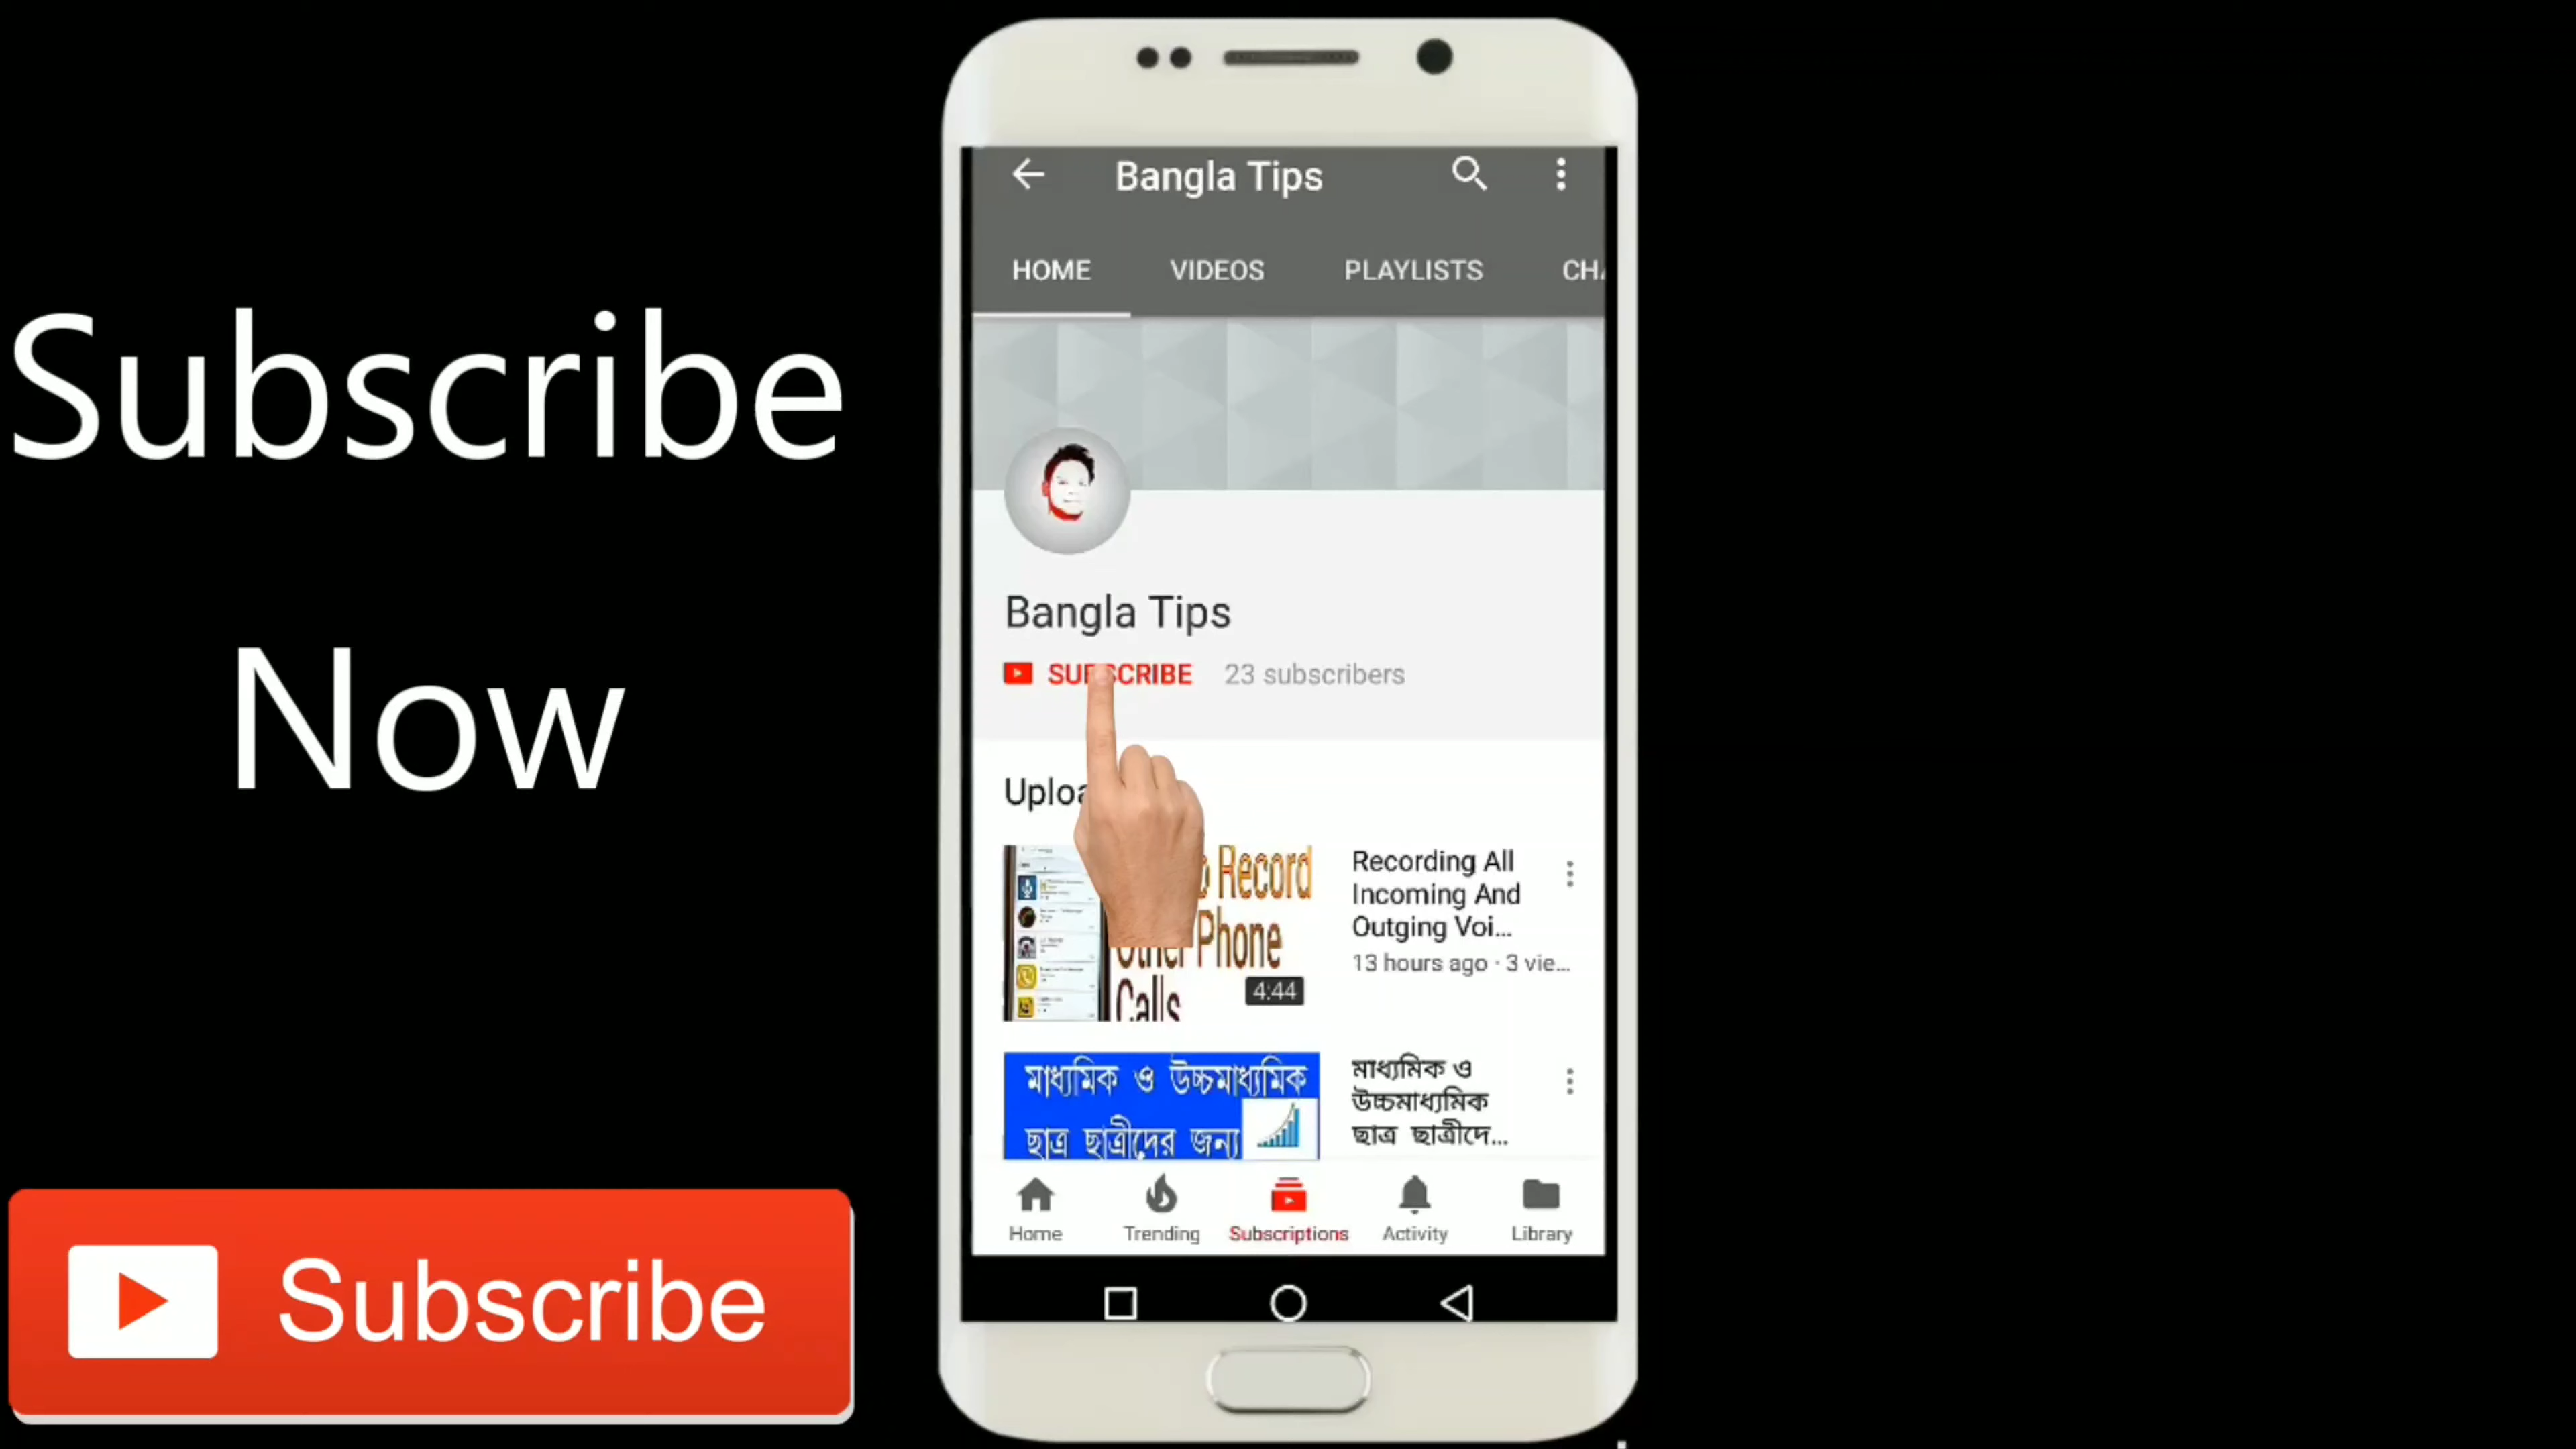 Subscribe
Now
Subscribe
Bangla Tips
HOME VIDEOS PLAYLISTS
Bangla Tips
SUBSCRIBE 23 subscribers
Record
Other Phone
Calls
4:44
Recording All
Incoming And
Outging Voi...
13 hours ago · 3 vie...
মাধ্যমিক ও উচ্চমাধ্যমিক
ছাত্র ছাত্রীদের জন্য
মাধ্যমিক ও
উচ্চমাধ্যমিক
ছাত্র ছাত্রীদে...
Home Trending Subscriptions Activity Library